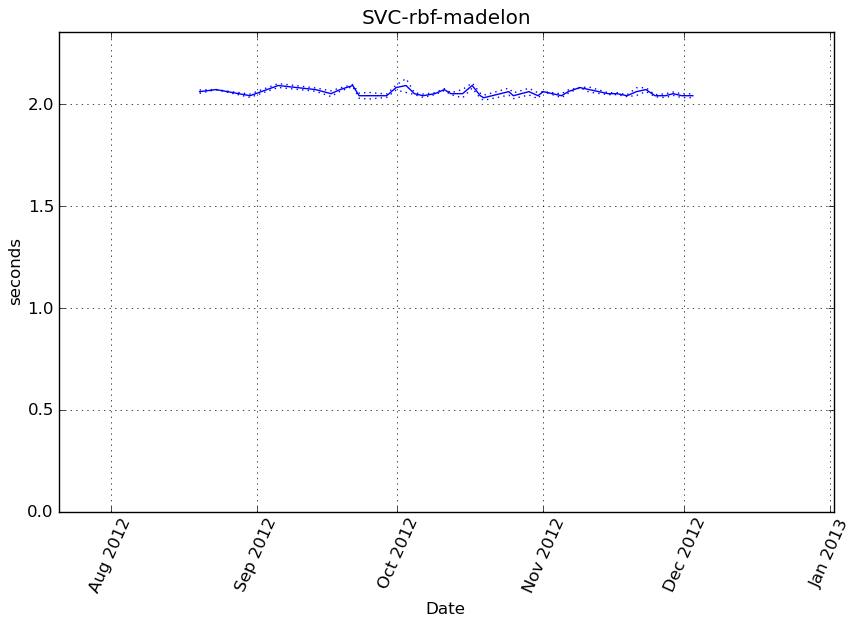 SVC-rbf-madelon
2.0
1.5
seconds
1.0
0.5
0.0
Aug 2012
Sep 2012
Oct 2012
Nov 2012
Dec 2012
Jan 2013
Date